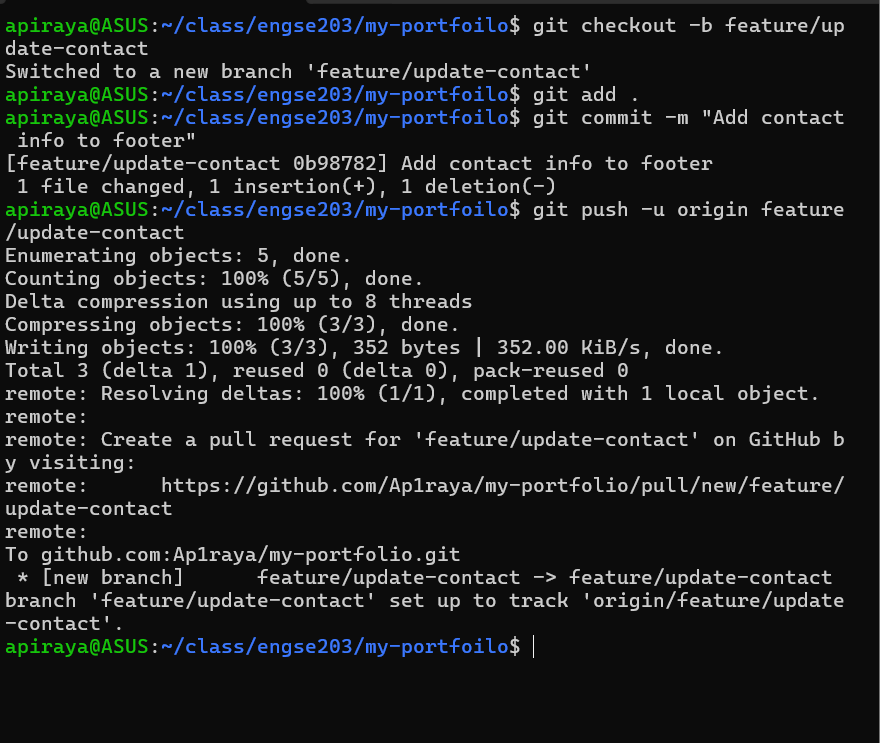 apiraya@ASUS:~/class/engse203/my-portfoilo$ git checkout -b feature/up
date-contact
Switched to a new branch 'feature/update-contact'
apiraya@ASUS:~/class/engse203/my-portfoilo$ git add .
apiraya@ASUS:~/class/engse203/my-portfoilo$ git commit -m "Add contact
 info to footer"
[feature/update-contact 0b98782] Add contact info to footer
 1 file changed, 1 insertion(+), 1 deletion(-)
apiraya@ASUS:~/class/engse203/my-portfoilo$ git push -u origin feature
/update-contact
Enumerating objects: 5, done.
Counting objects: 100% (5/5), done.
Delta compression using up to 8 threads
Compressing objects: 100% (3/3), done.
Writing objects: 100% (3/3), 352 bytes | 352.00 KiB/s, done.
Total 3 (delta 1), reused 0 (delta 0), pack-reused 0
remote: Resolving deltas: 100% (1/1), completed with 1 local object.
remote:
remote: Create a pull request for 'feature/update-contact' on GitHub b
y visiting:
remote:      https://github.com/Ap1raya/my-portfolio/pull/new/feature/
update-contact
remote:
To github.com:Ap1raya/my-portfolio.git
 * [new branch]      feature/update-contact -> feature/update-contact
branch 'feature/update-contact' set up to track 'origin/feature/update
-contact'.
apiraya@ASUS:~/class/engse203/my-portfoilo$